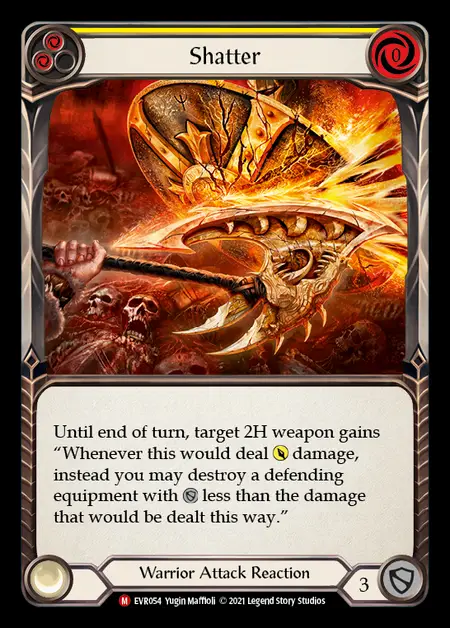 Shatter
0
Until end of turn, target 2H weapon gains
“Whenever this would deal damage,
instead you may destroy a defending
equipment with less than the damage
that would be dealt this way.”
Warrior Attack Reaction
3
M EVR054 Yugin Maffioli © 2021 Legend Story Studios